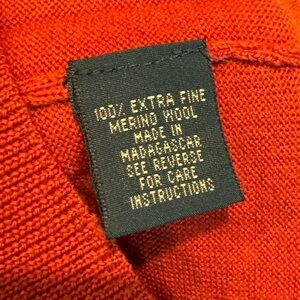 100% EXTRA FINE
MERINO WOOL
MADE IN
MADAGASCAR
SEE REVERSE
FOR CARE
INSTRUCTIONS